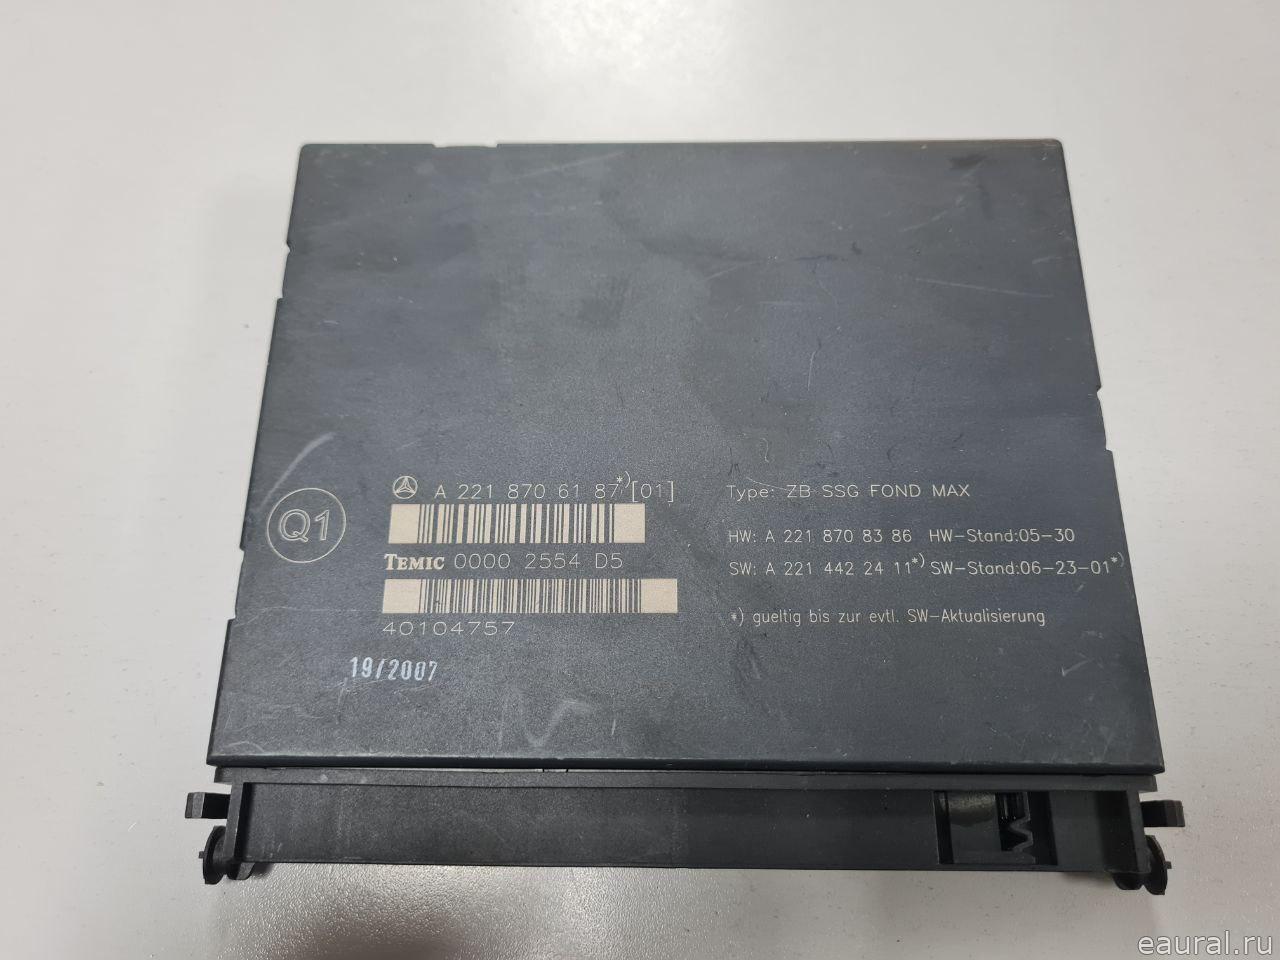 A 221 870 61 87*)[01]
Q1
TEMIC 0000 2554 D5
40104757
19/2007
Type: ZB SSG FOND MAX
HW: A 221 870 83 86 HW-Stand:05-30
SW: A 221 442 24 11*) SW-Stand:06-23-01*)
*) gueltig bis zur evtl. SW-Aktualisierung
eaural.ru